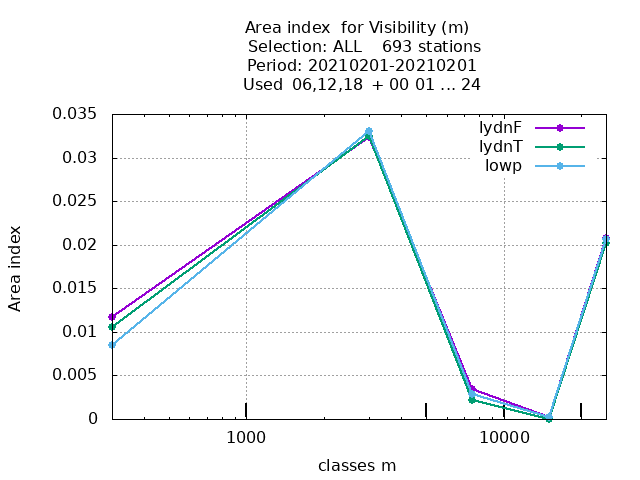 Area index  for Visibility (m)
Selection: ALL    693 stations
Period: 20210201-20210201
Used  06,12,18  + 00 01 ... 24
0.035
0.03
0.025
0.02
0.015
0.01
0.005
0
Area index
lydnF
lydnT
lowp
1000
10000
classes m